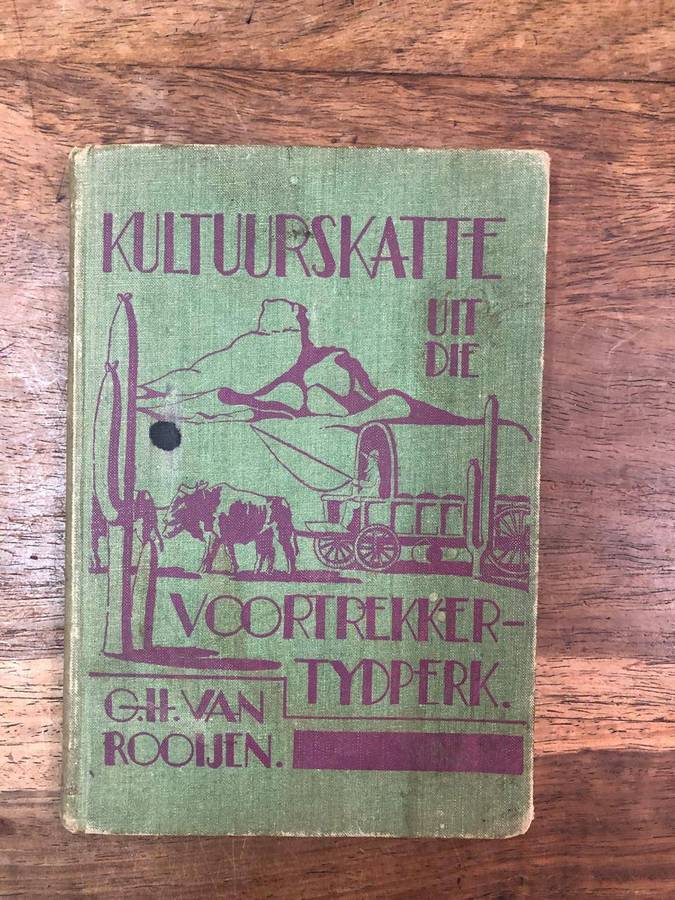 KULTUURSKATTE
UIT
DIE
VOORTREKKER-
TYDPERK.
G.H. VAN
ROOIJEN.